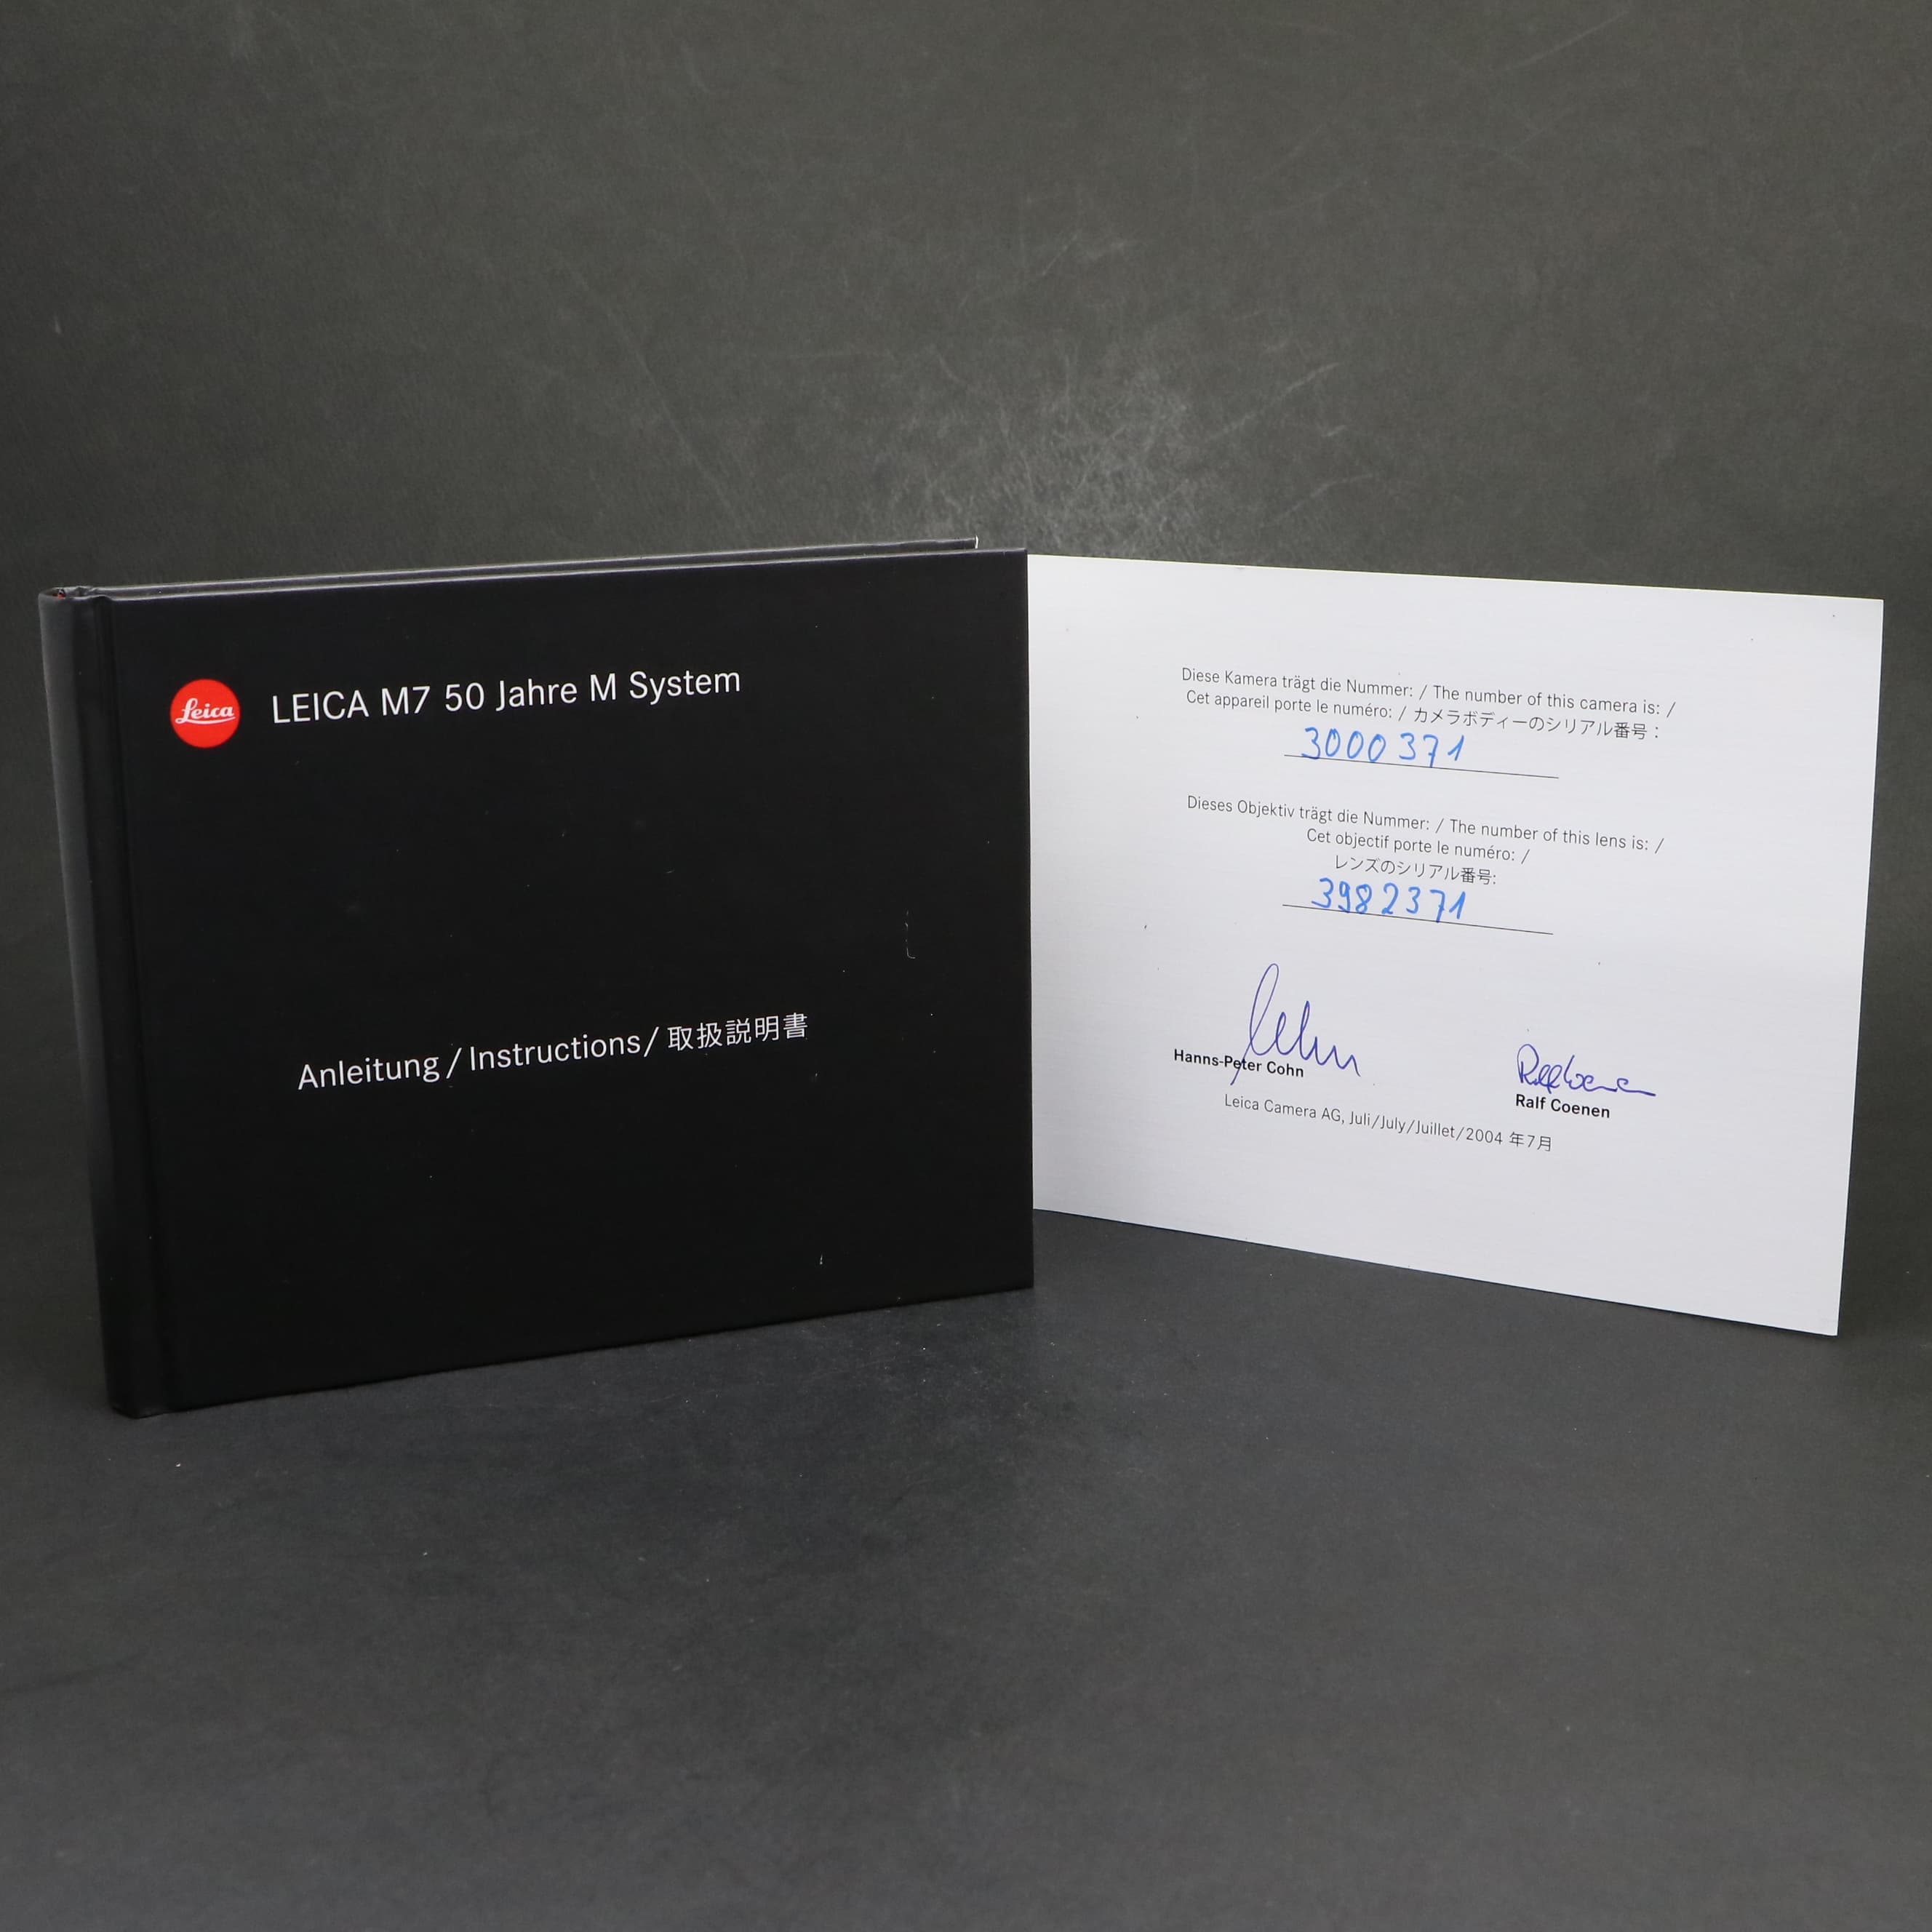 Leica
LEICA M7 50 Jahre M System
Anleitung / Instructions / 取扱説明書
Diese Kamera trägt die Nummer: / The number of this camera is: /
Cet appareil porte le numéro: / カメラボディーのシリアル番号：
3000 371
Dieses Objektiv trägt die Nummer: / The number of this lens is: /
Cet objectif porte le numéro: /
レンズのシリアル番号:
3982371
Hanns-Peter Cohn
Ralf Coenen
Leica Camera AG, Juli/July/Juillet/2004 年7月